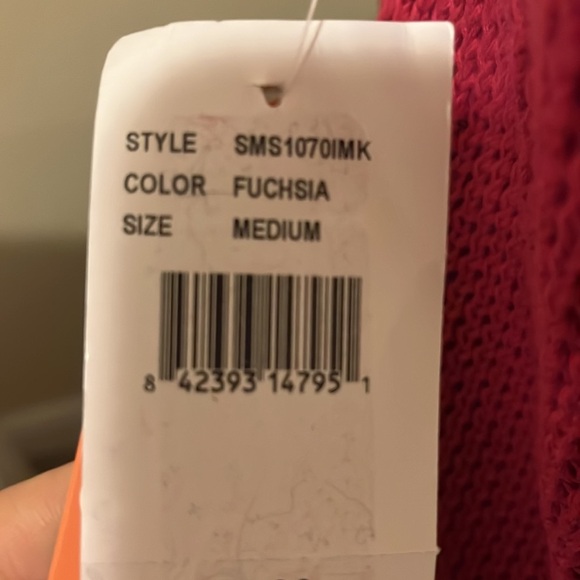 STYLE SMS1070IMK
COLOR FUCHSIA
SIZE MEDIUM
8 42393 14795 1